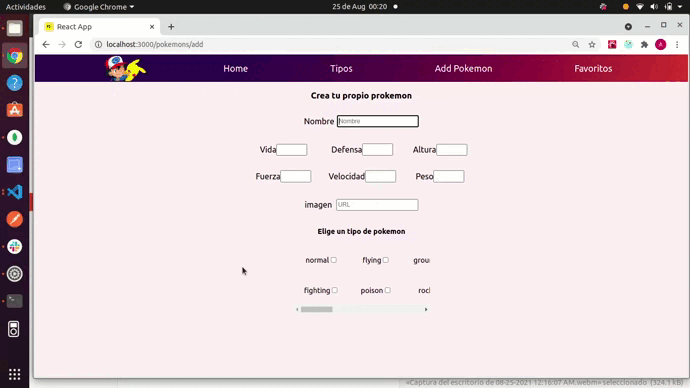 Actividades Google Chrome 25 de Aug 00:20
React App
localhost:3000/pokemons/add
Home Tipos Add Pokemon Favoritos
Crea tu propio prokemon
Nombre Nombre
Vida Defensa Altura
Fuerza Velocidad Peso
imagen URL
Elige un tipo de pokemon
normal flying grou
fighting poison rock
«Captura del escritorio de 08-25-2021 12:16:07 AM.webm» seleccionado (324,1 kB)